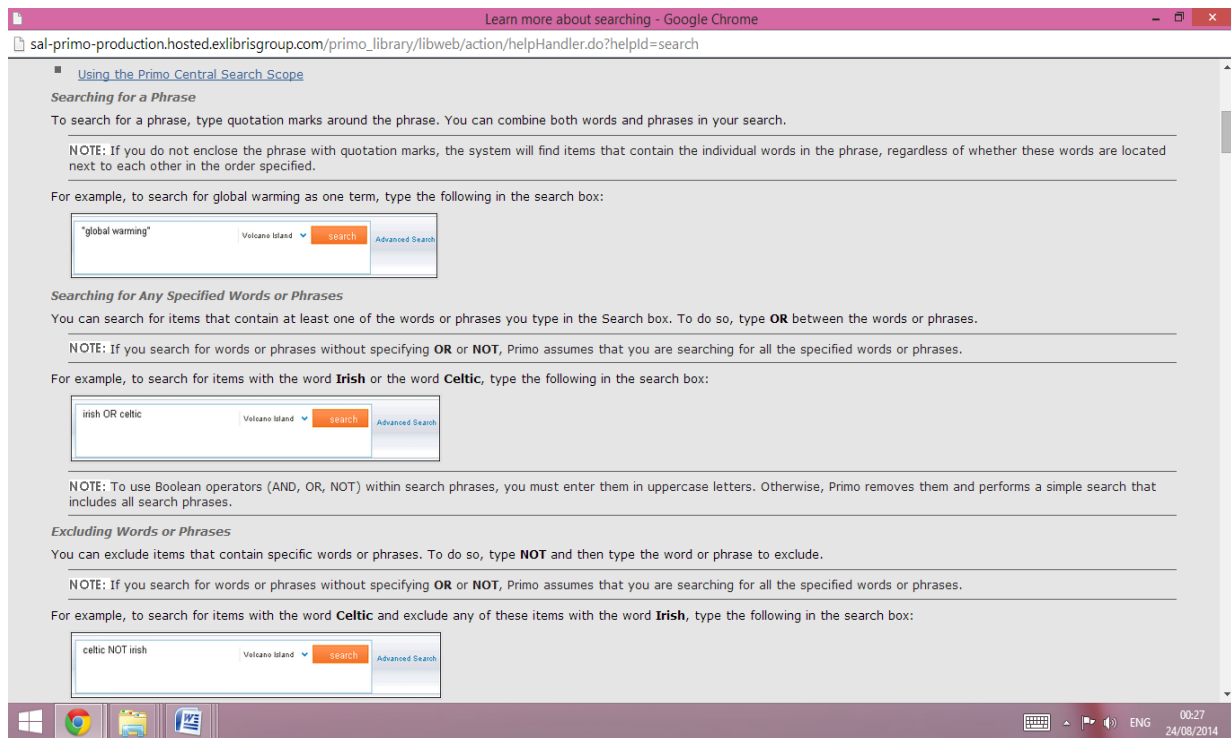 Learn more about searching - Google Chrome
sal-primo-production.hosted.exlibrisgroup.com/primo_library/libweb/action/helpHandler.do?helpId=search
Using the Primo Central Search Scope
Searching for a Phrase
To search for a phrase, type quotation marks around the phrase. You can combine both words and phrases in your search.
NOTE: If you do not enclose the phrase with quotation marks, the system will find items that contain the individual words in the phrase, regardless of whether these words are located
next to each other in the order specified.
For example, to search for global warming as one term, type the following in the search box:
"global warming" Volcano Island search Advanced Search
Searching for Any Specified Words or Phrases
You can search for items that contain at least one of the words or phrases you type in the Search box. To do so, type OR between the words or phrases.
NOTE: If you search for words or phrases without specifying OR or NOT, Primo assumes that you are searching for all the specified words or phrases.
For example, to search for items with the word Irish or the word Celtic, type the following in the search box:
irish OR celtic Volcano Island search Advanced Search
NOTE: To use Boolean operators (AND, OR, NOT) within search phrases, you must enter them in uppercase letters. Otherwise, Primo removes them and performs a simple search that
includes all search phrases.
Excluding Words or Phrases
You can exclude items that contain specific words or phrases. To do so, type NOT and then type the word or phrase to exclude.
NOTE: If you search for words or phrases without specifying OR or NOT, Primo assumes that you are searching for all the specified words or phrases.
For example, to search for items with the word Celtic and exclude any of these items with the word Irish, type the following in the search box:
celtic NOT irish Volcano Island search Advanced Search
ENG
00:27
24/08/2014